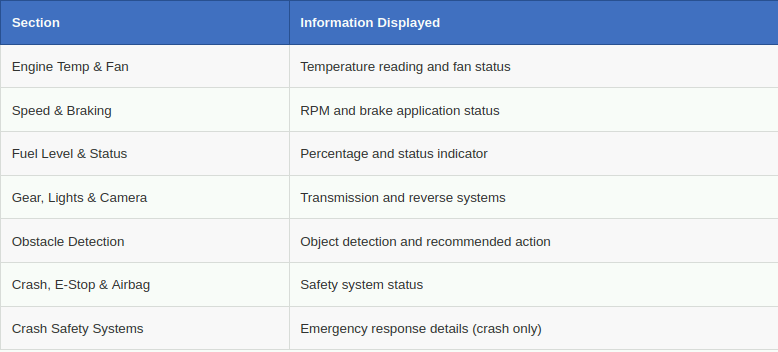 Section Information Displayed
Engine Temp & Fan Temperature reading and fan status
Speed & Braking RPM and brake application status
Fuel Level & Status Percentage and status indicator
Gear, Lights & Camera Transmission and reverse systems
Obstacle Detection Object detection and recommended action
Crash, E-Stop & Airbag Safety system status
Crash Safety Systems Emergency response details (crash only)